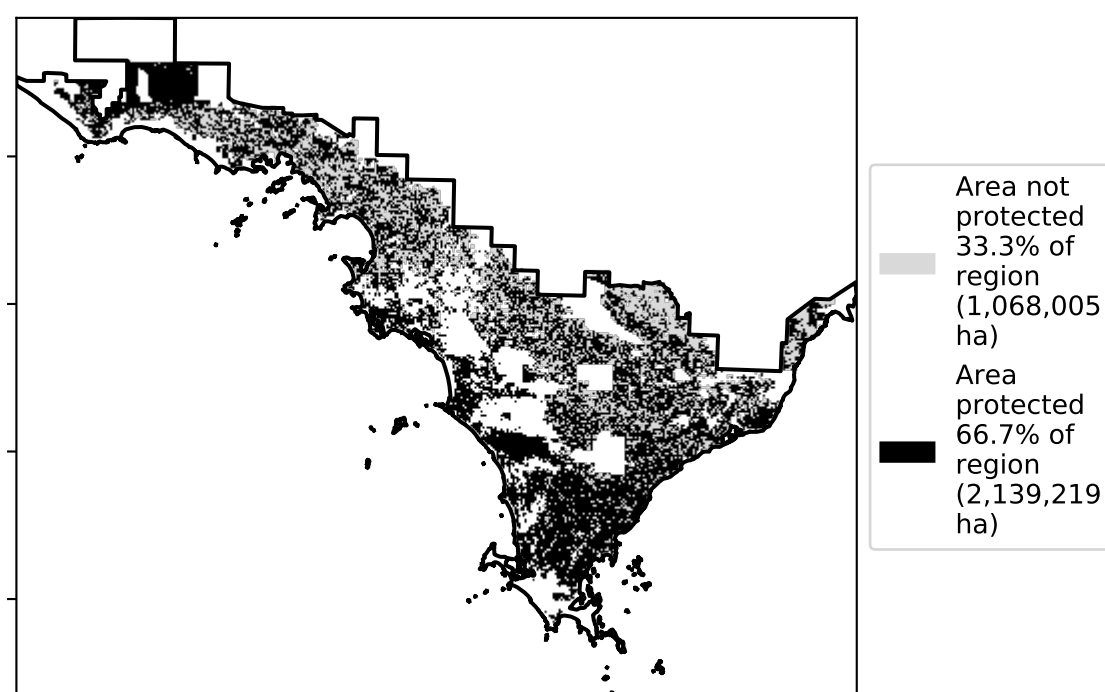 Area not
protected
33.3% of
region
(1,068,005
ha)
Area
protected
66.7% of
region
(2,139,219
ha)